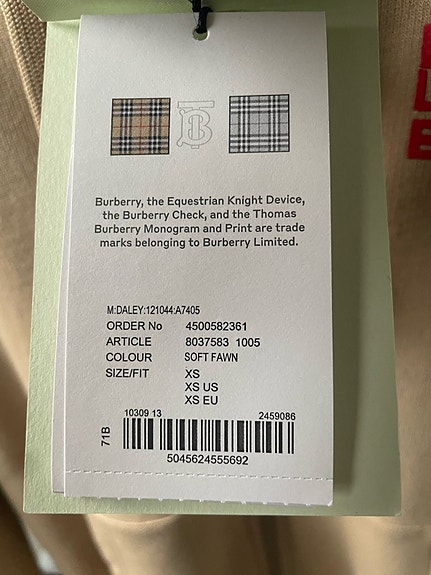 Burberry, the Equestrian Knight Device,
the Burberry Check, and the Thomas
Burberry Monogram and Print are trade
marks belonging to Burberry Limited.
M:DALEY:121044:A7405
ORDER No 4500582361
ARTICLE 8037583 1005
COLOUR SOFT FAWN
SIZE/FIT XS
XS US
XS EU
10309 13 2459086
71B
5045624555692